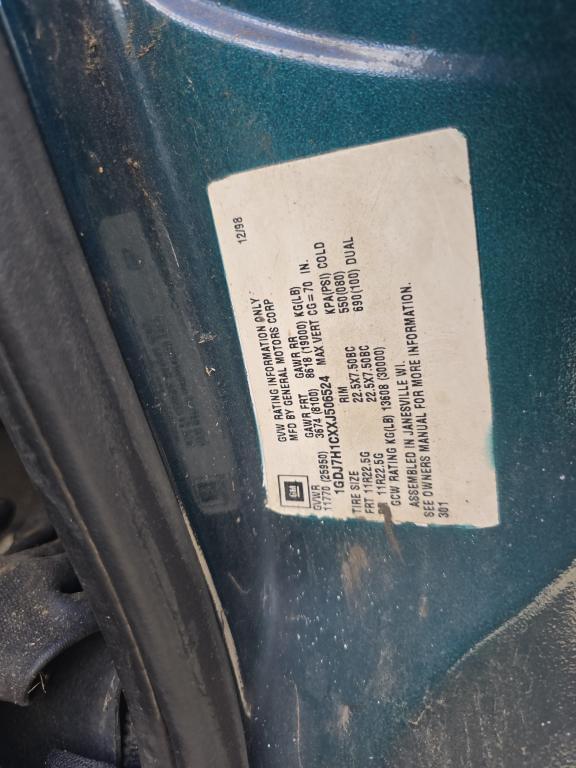 12/98
GVW RATING INFORMATION ONLY
MFD BY GENERAL MOTORS CORP
GM
GVWR GAWR FRT GAWR RR
11770 (25950) 3674 (8100) 8618 (19000) KG(LB)
1GDJ7H1CXXJ506524 MAX VERT CG=70 IN.
TIRE SIZE RIM KPA(PSI) COLD
FRT 11R22.5G 22.5X7.50BC 550(080)
RR 11R22.5G 22.5X7.50BC 690(100) DUAL
GCW RATING KG(LB) 13608 (30000)
ASSEMBLED IN JANESVILLE WI.
SEE OWNERS MANUAL FOR MORE INFORMATION.
301